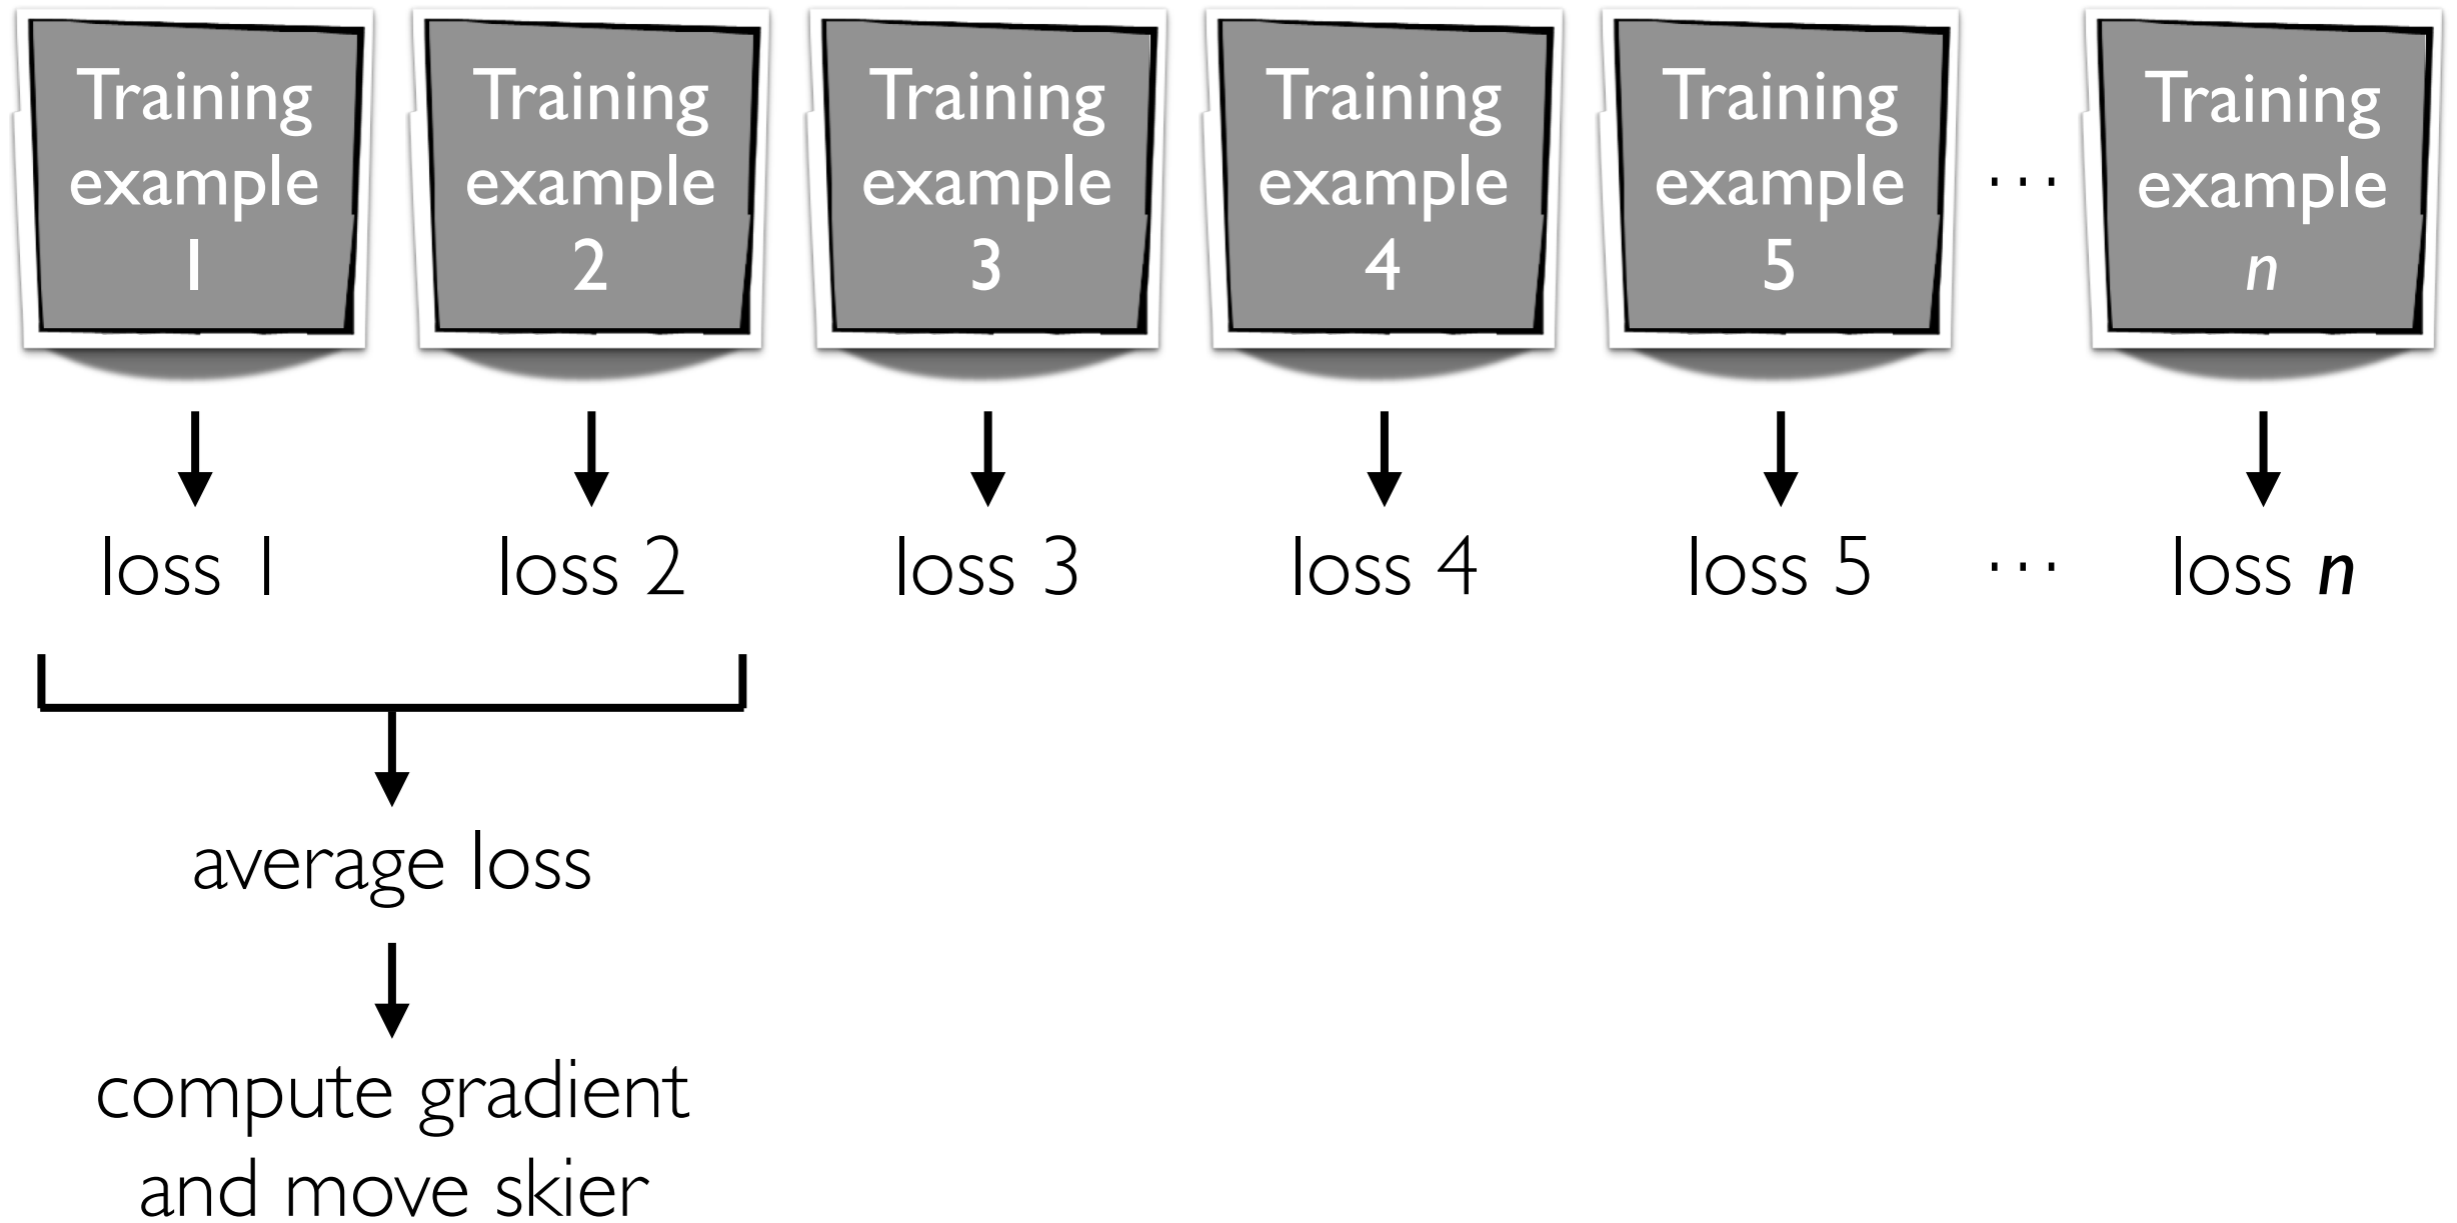 Training
example
1
Training
example
2
Training
example
3
Training
example
4
Training
example
5
...
Training
example
n
loss 1
loss 2
loss 3
loss 4
loss 5
...
loss n
average loss
compute gradient
and move skier